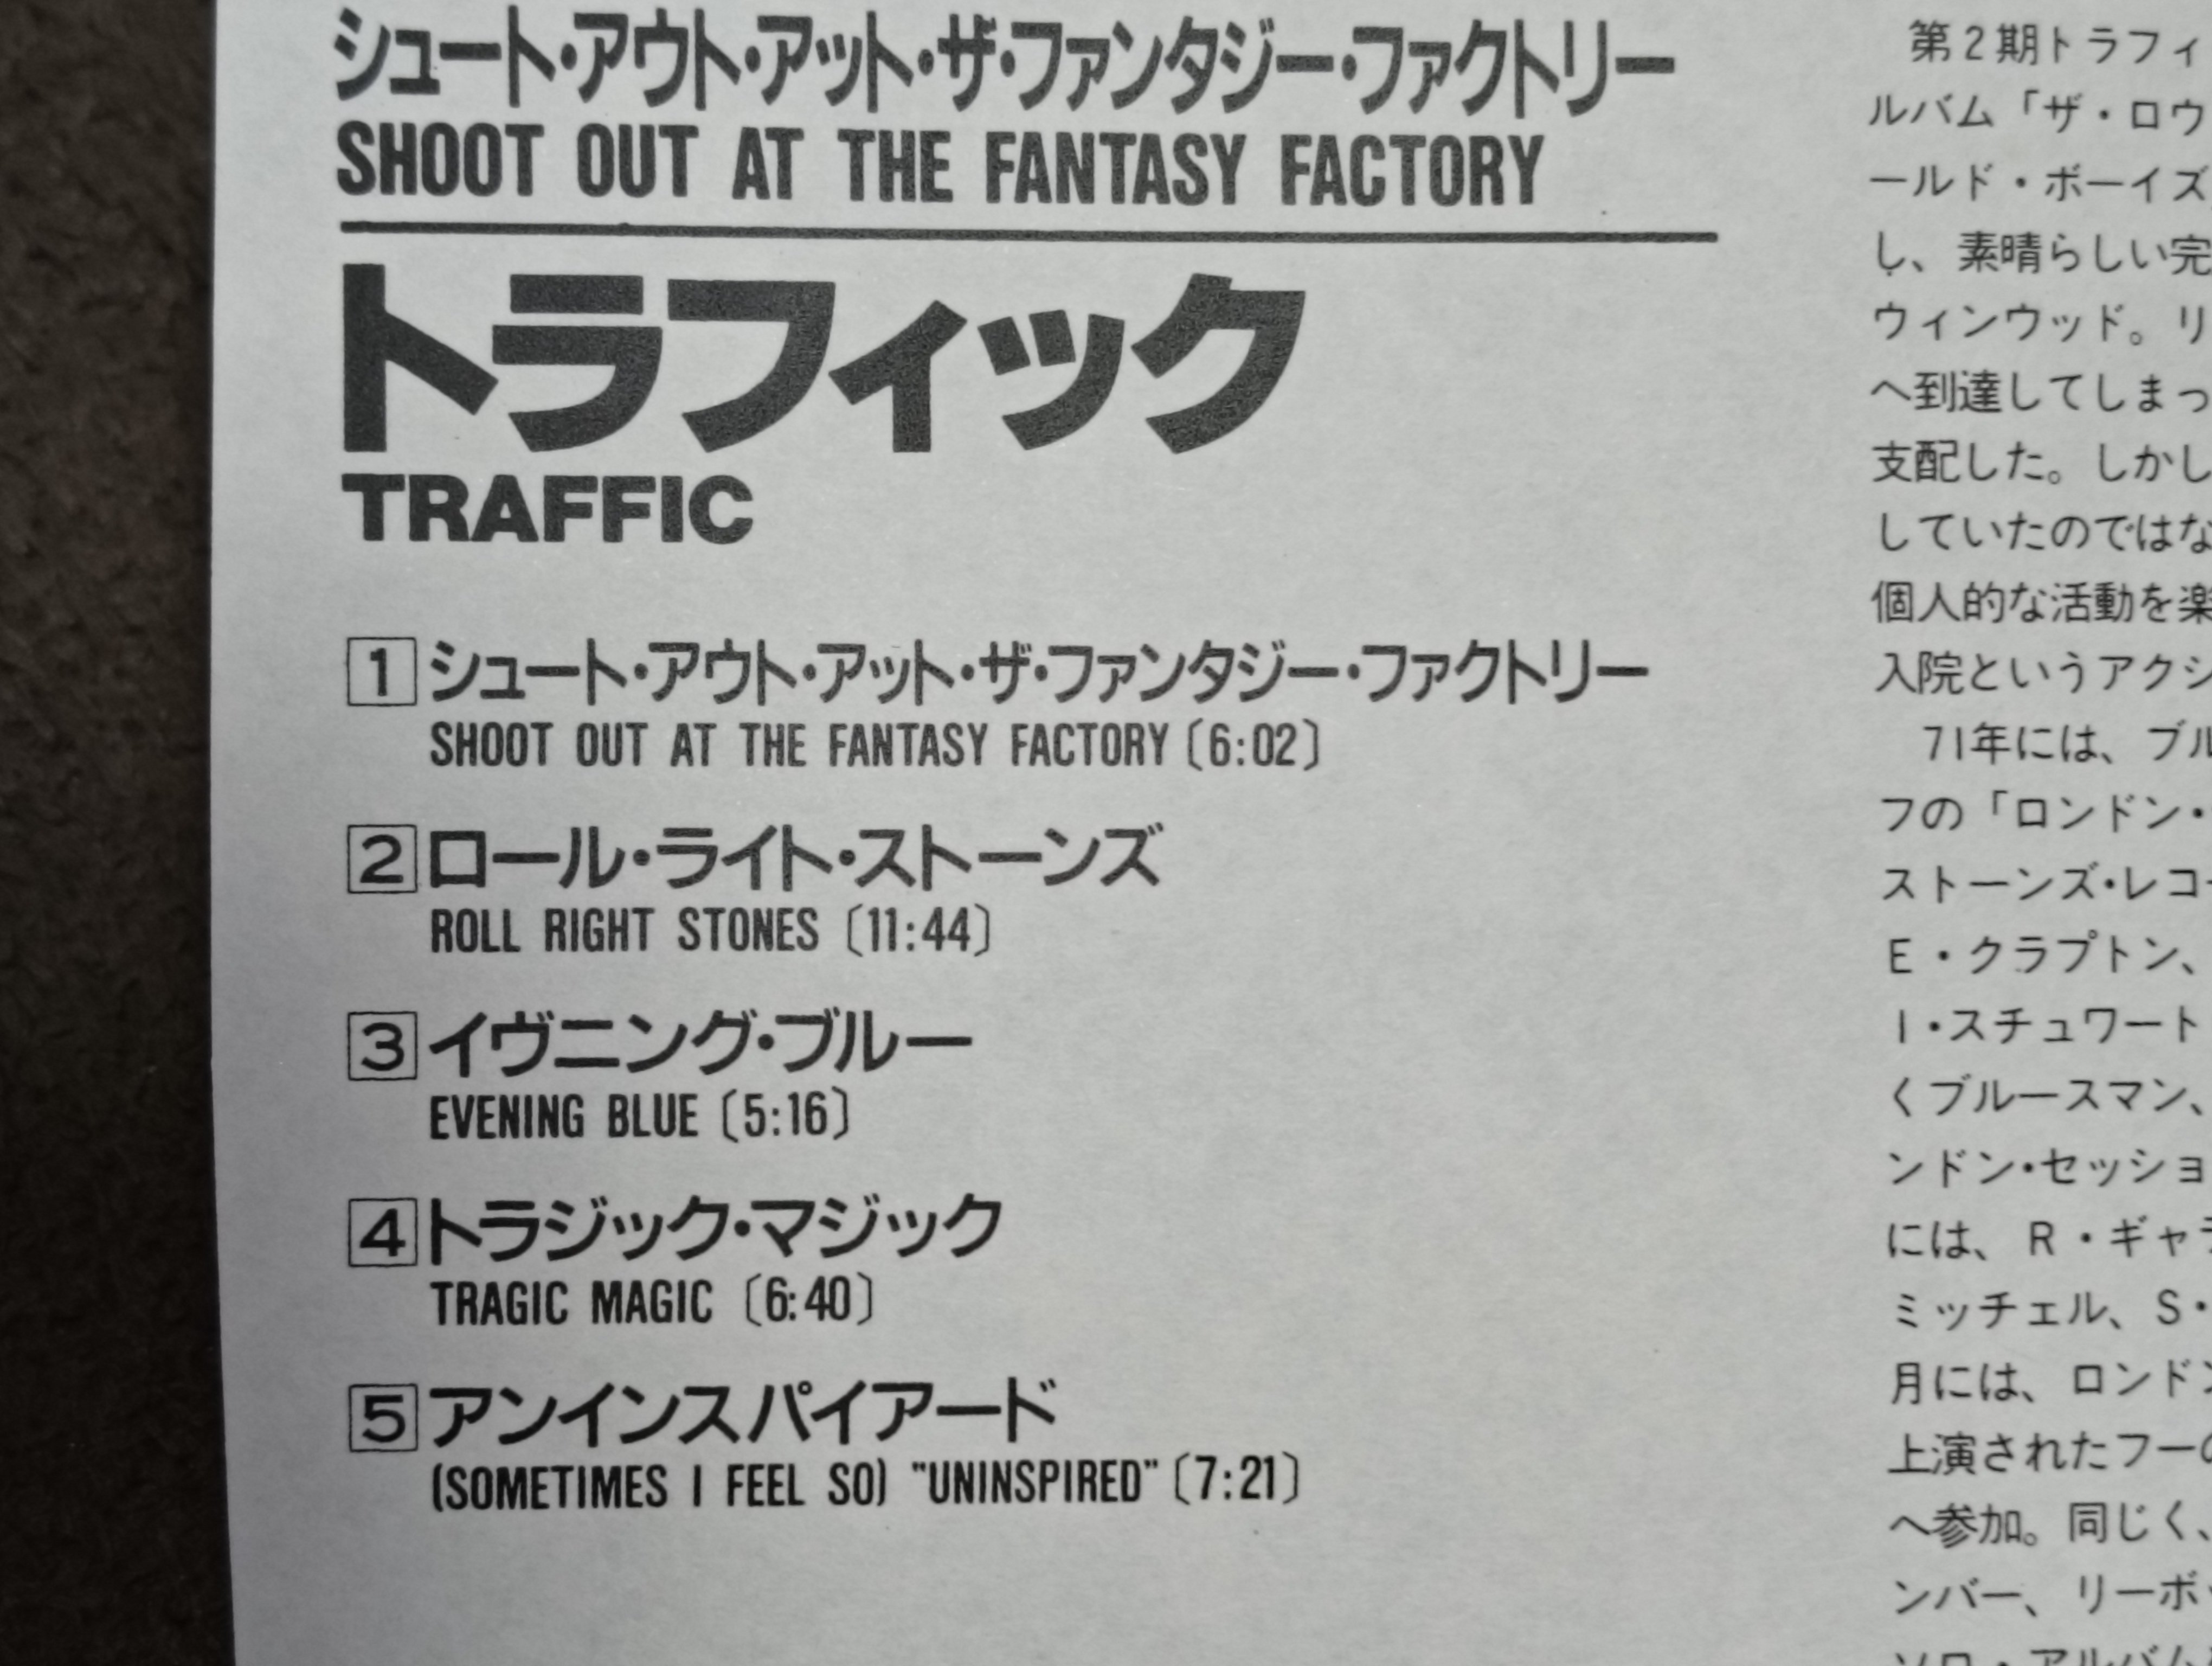 シュート・アウト・アット・ザ・ファンタジー・ファクトリー
SHOOT OUT AT THE FANTASY FACTORY
トラフィック
TRAFFIC
1 シュート・アウト・アット・ザ・ファンタジー・ファクトリー
SHOOT OUT AT THE FANTASY FACTORY〔6:02〕
2 ロール・ライト・ストーンズ
ROLL RIGHT STONES〔11:44〕
3 イヴニング・ブルー
EVENING BLUE〔5:16〕
4 トラジック・マジック
TRAGIC MAGIC〔6:40〕
5 アンインスパイアード
(SOMETIMES I FEEL SO) "UNINSPIRED"〔7:21〕
第2期トラフィ
ルバム「ザ・ロウ
ールド・ボーイズ
し、素晴らしい完
ウィンウッド。リ
へ到達してしまっ
支配した。しかし
していたのではな
個人的な活動を楽
入院というアクシ
71年には、ブル
フの「ロンドン・
ストーンズ・レコー
E・クラプトン、
I・スチュワート
くブルースマン、
ンドン・セッショ
には、R・ギャラ
ミッチェル、S・
月には、ロンドン
上演されたフーの
へ参加。同じく、
ンバー、リーボッ
ソロ・アルバム